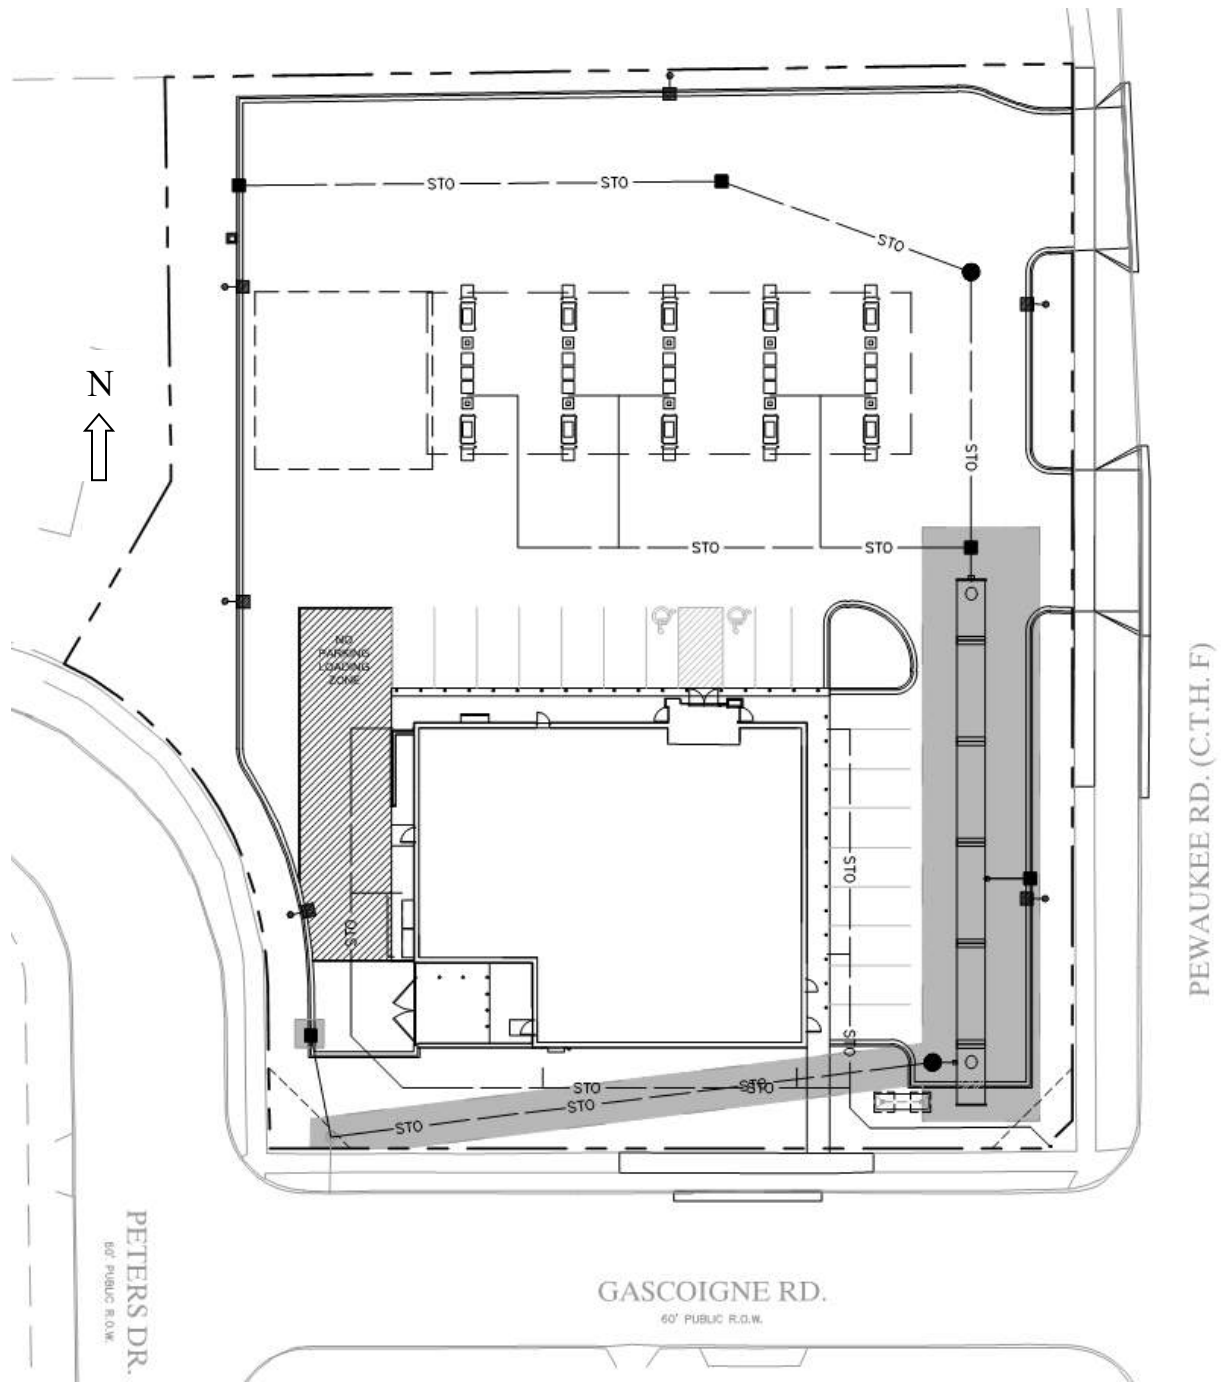 STO
STO
STO
N
STO
STO
STO
NO
PARKING
LOADING
ZONE
PEWAUKEE RD. (C.T.H. F)
STO
STO
STO
STO
STO
STO
STO
STO
PETERS DR.
60' PUBLIC R.O.W.
GASCOIGNE RD.
60' PUBLIC R.O.W.